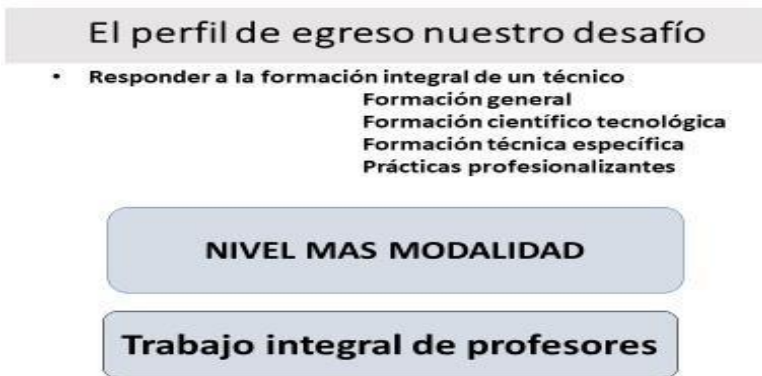 El perfil de egreso nuestro desafío
• Responder a la formación integral de un técnico
Formación general
Formación científico tecnológica
Formación técnica específica
Prácticas profesionalizantes
NIVEL MAS MODALIDAD
Trabajo integral de profesores